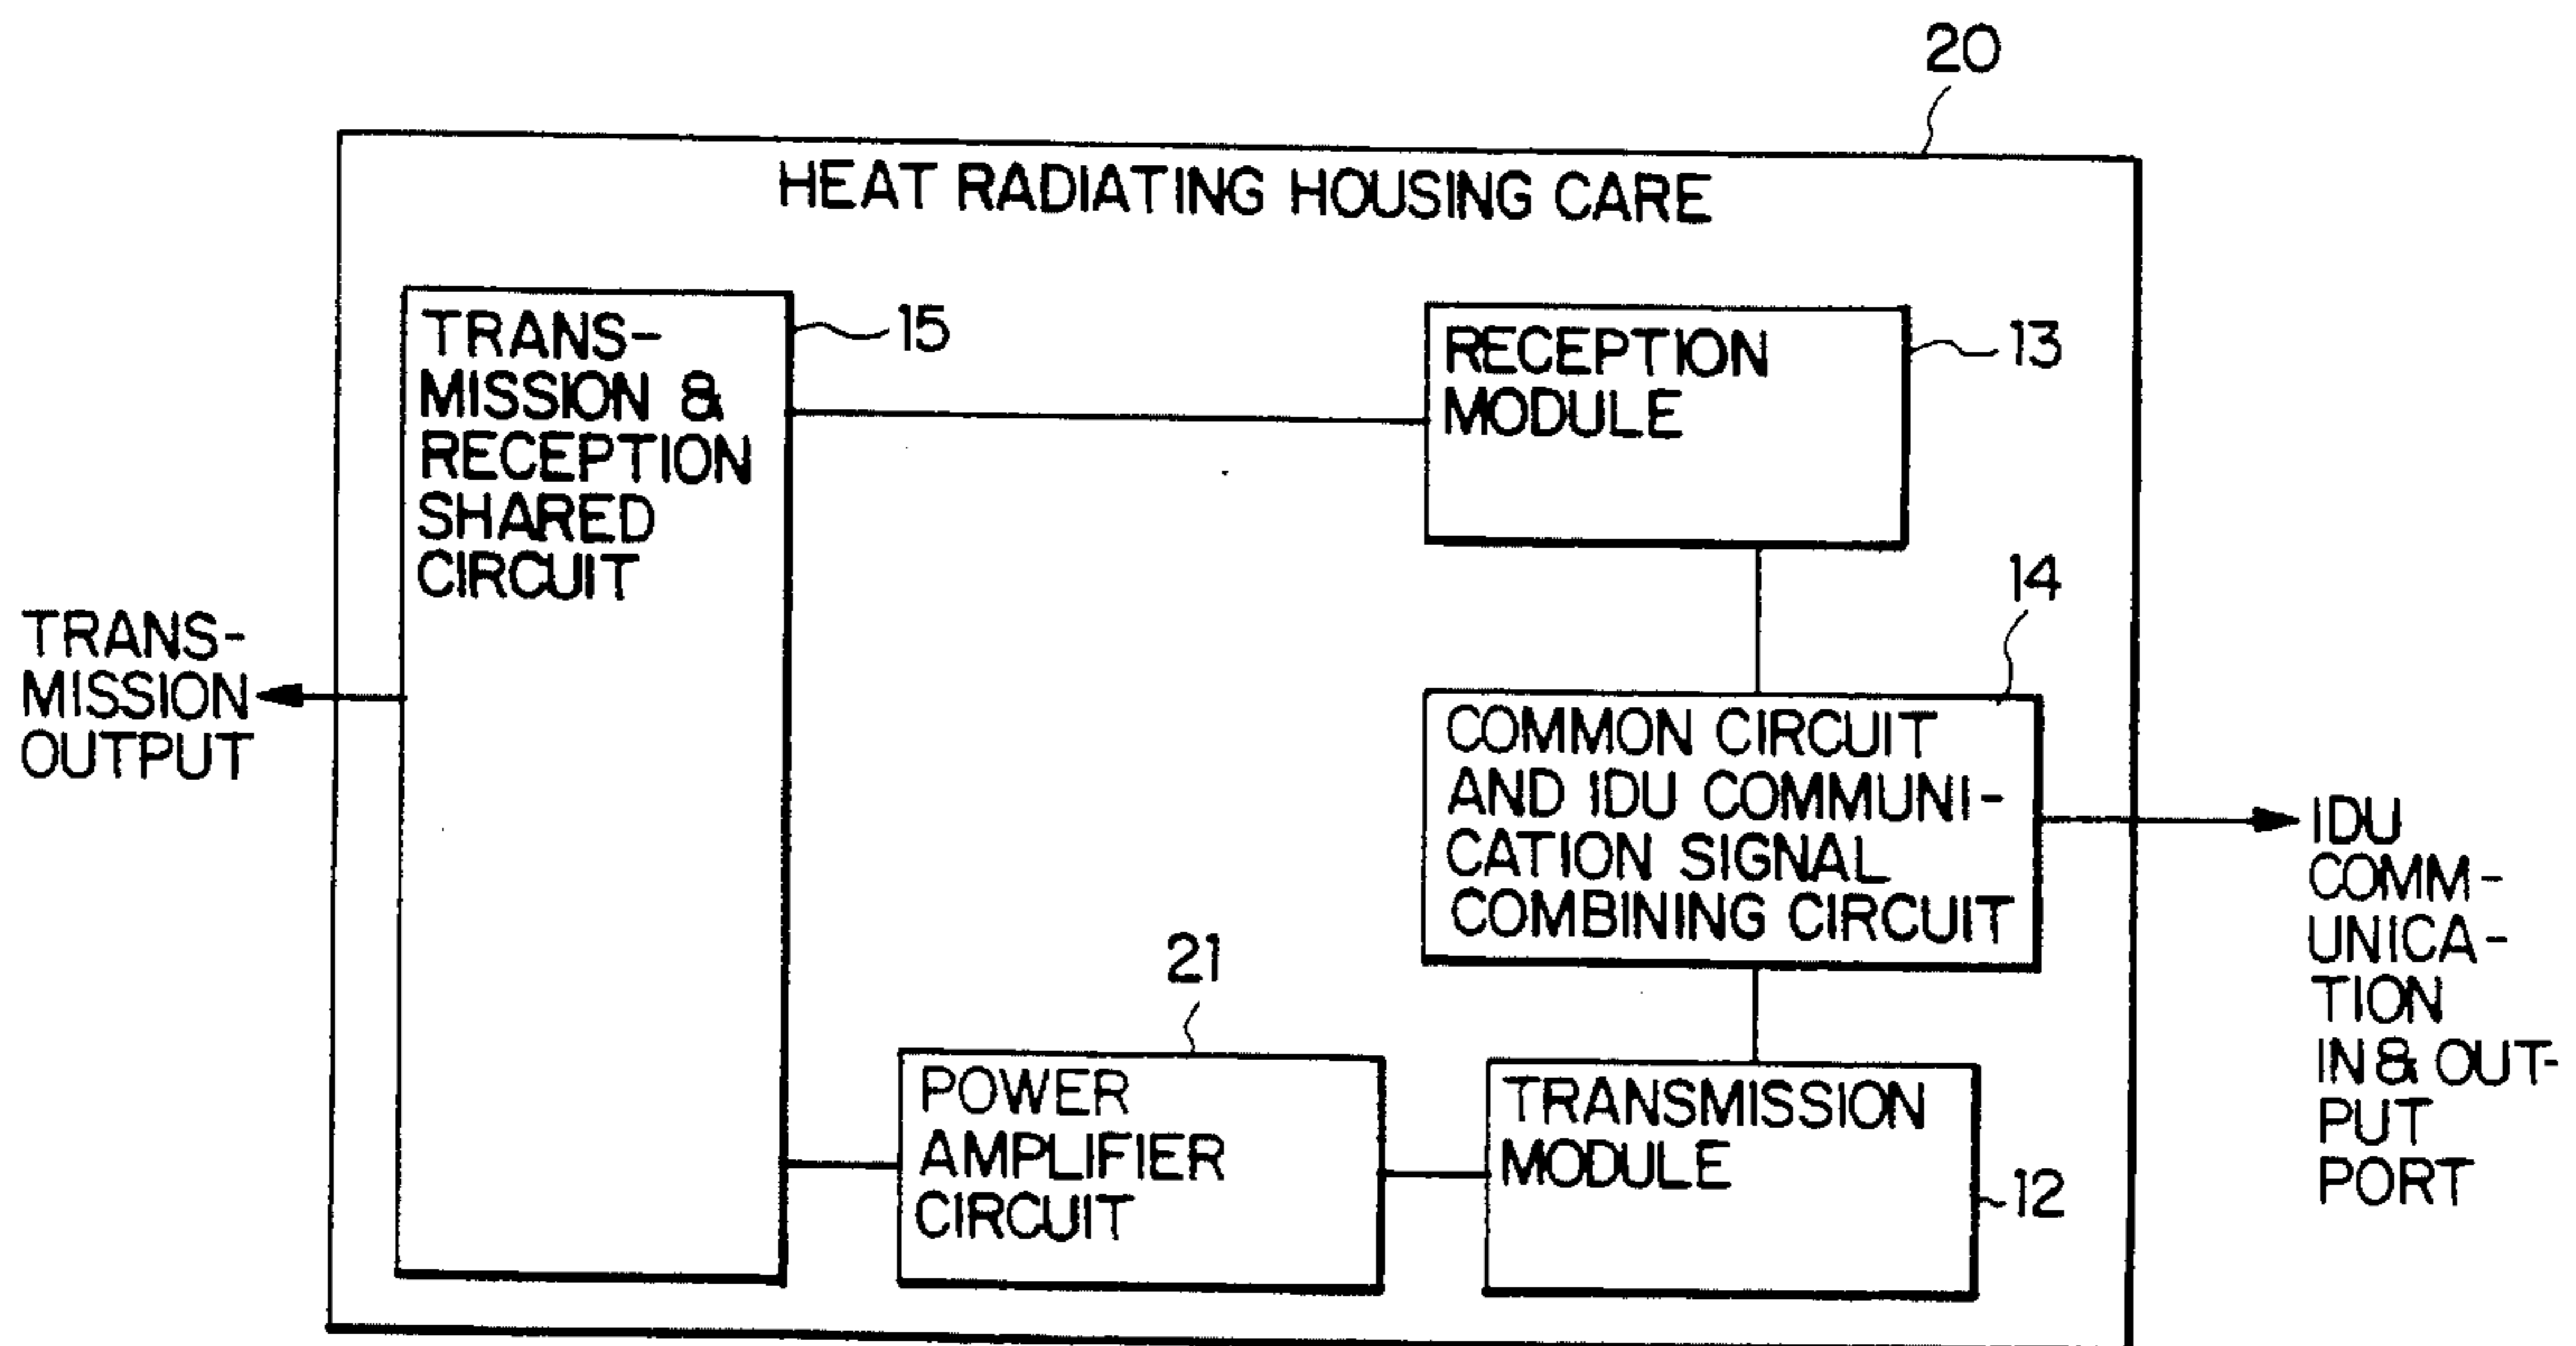 20
HEAT RADIATING HOUSING CARE
TRANS-
MISSION &
RECEPTION
SHARED
CIRCUIT
15
RECEPTION
MODULE
13
14
TRANS-
MISSION
OUTPUT
COMMON CIRCUIT
AND IDU COMMUNI-
CATION SIGNAL
COMBINING CIRCUIT
IDU
COMM-
UNICA-
TION
IN & OUT-
PUT
PORT
21
POWER
AMPLIFIER
CIRCUIT
TRANSMISSION
MODULE
12